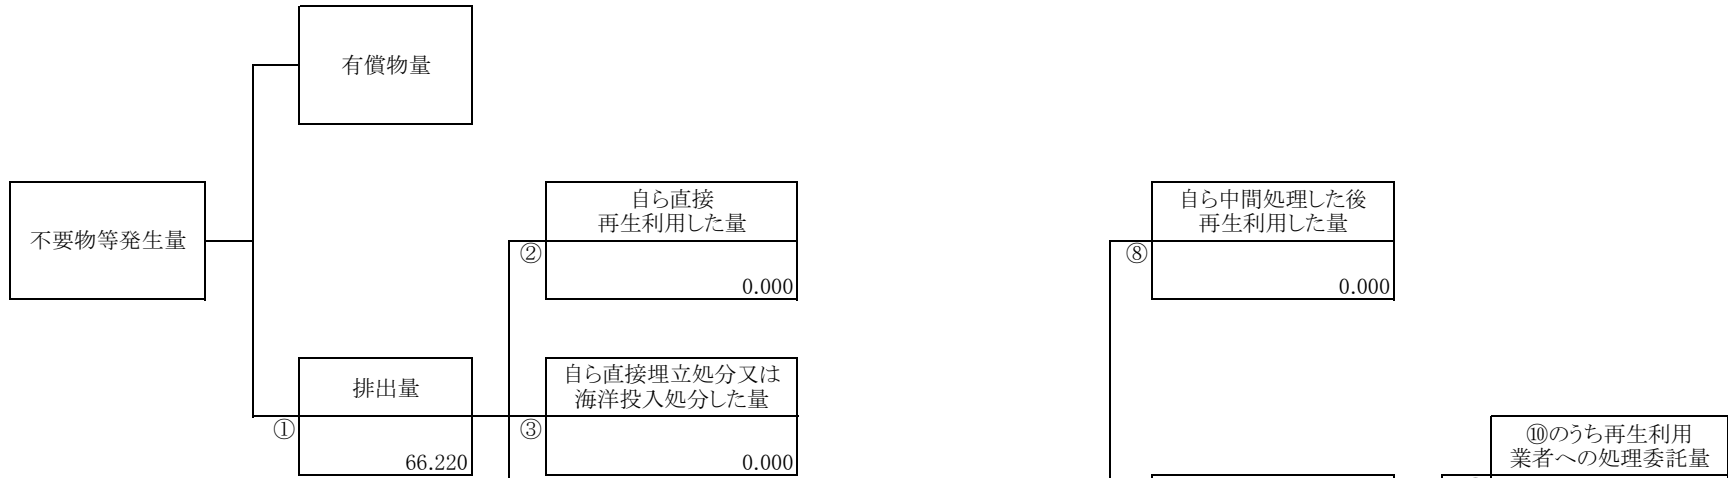 有償物量
不要物等発生量
自ら直接
再生利用した量
②
0.000
自ら中間処理した後
再生利用した量
⑧
0.000
排出量
①
66.220
自ら直接埋立処分又は
海洋投入処分した量
③
0.000
⑩のうち再生利用
業者への処理委託量